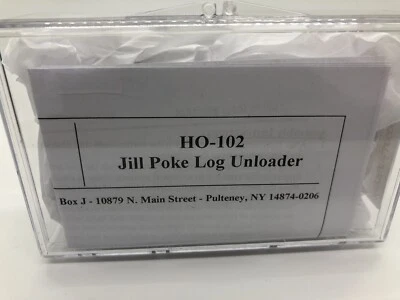 HO-102
Jill Poke Log Unloader
Box J - 10879 N. Main Street - Pulteney, NY 14874-0206